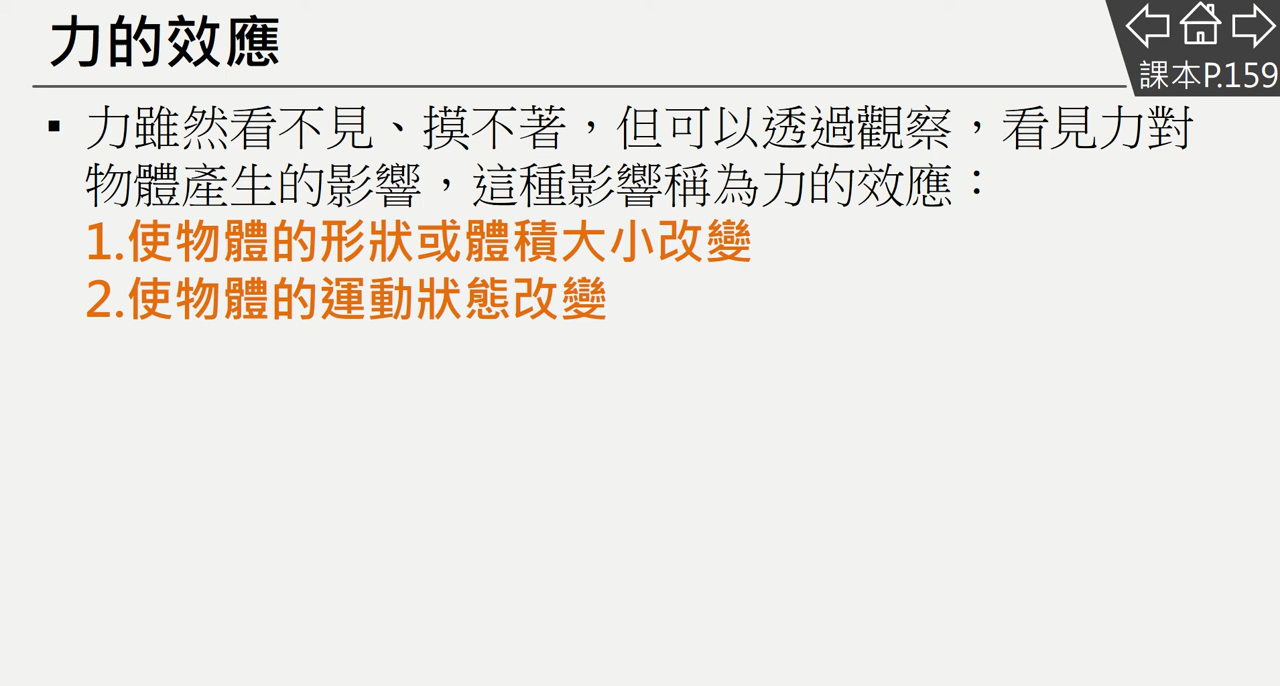 力的效應
課本P.159
▪ 力雖然看不見、摸不著，但可以透過觀察，看見力對
物體產生的影響，這種影響稱為力的效應：
1.使物體的形狀或體積大小改變
2.使物體的運動狀態改變